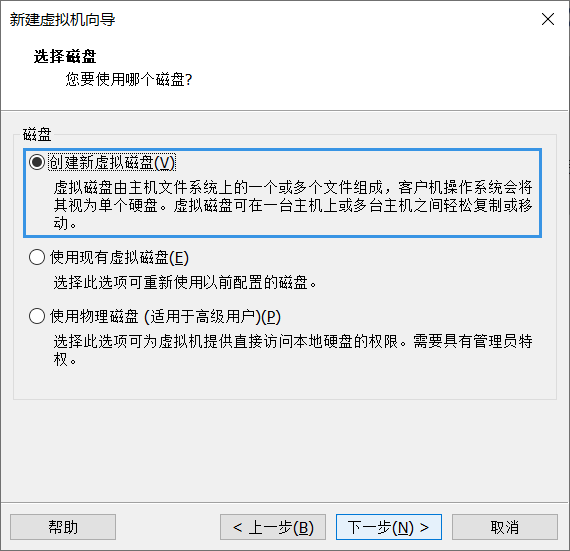 新建虚拟机向导
选择磁盘
您要使用哪个磁盘?
磁盘
创建新虚拟磁盘(V)
虚拟磁盘由主机文件系统上的一个或多个文件组成，客户机操作系统会将
其视为单个硬盘。虚拟磁盘可在一台主机上或多台主机之间轻松复制或移
动。
使用现有虚拟磁盘(E)
选择此选项可重新使用以前配置的磁盘。
使用物理磁盘 (适用于高级用户)(P)
选择此选项可为虚拟机提供直接访问本地硬盘的权限。需要具有管理员特
权。
帮助
< 上一步(B)
下一步(N) >
取消